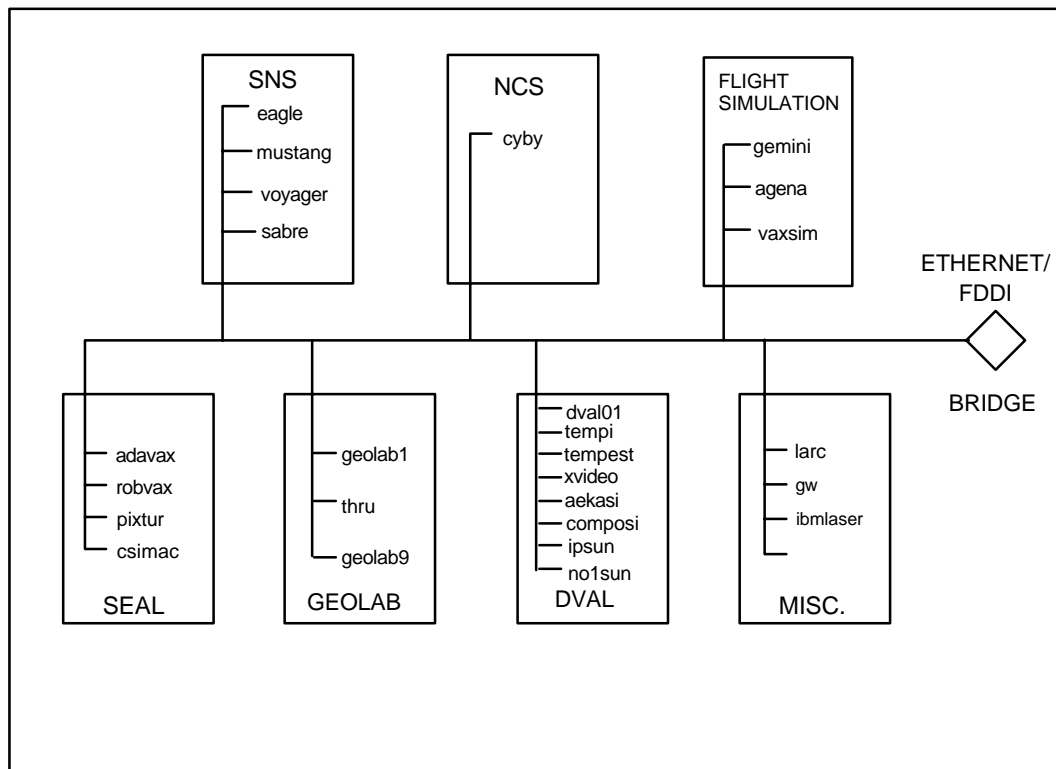 SNS
eagle
mustang
voyager
sabre
NCS
cyby
FLIGHT
SIMULATION
gemini
agena
vaxsim
ETHERNET/
FDDI
BRIDGE
adavax
robvax
pixtur
csimac
SEAL
geolab1
thru
geolab9
GEOLAB
dval01
tempi
tempest
xvideo
aekasi
composi
ipsun
no1sun
DVAL
larc
gw
ibmlaser
MISC.